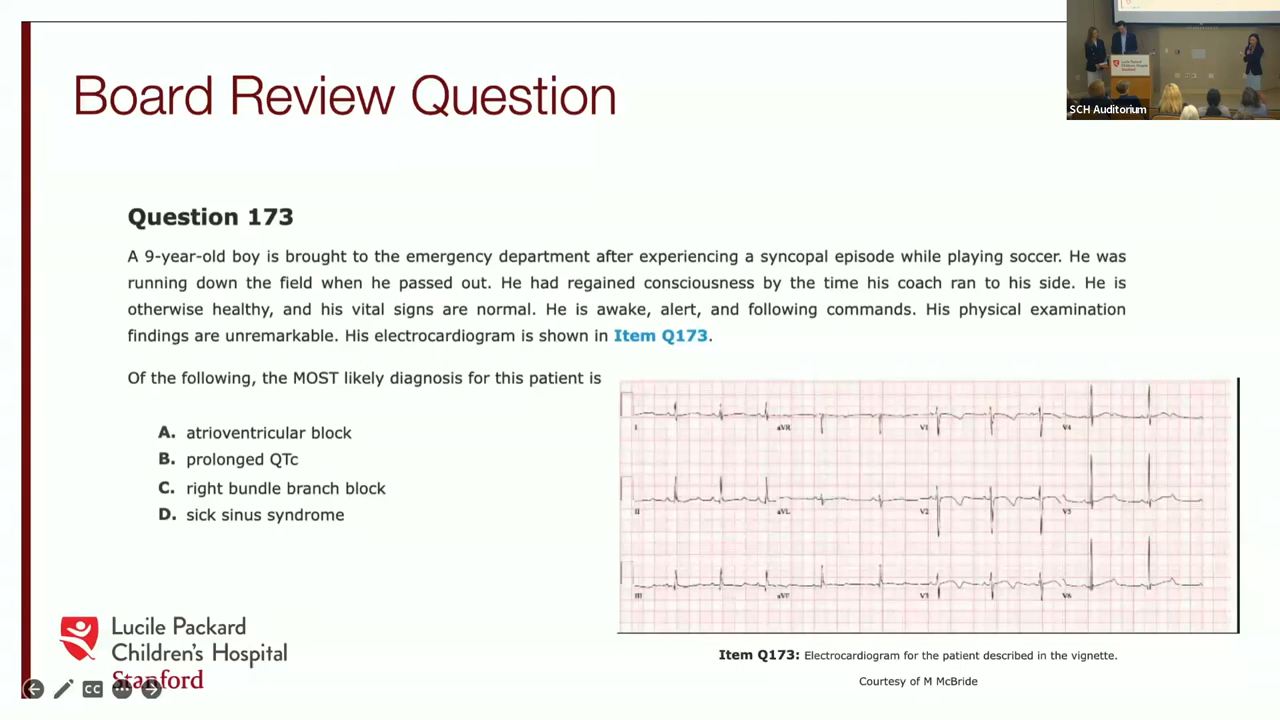 Board Review Question
SCH Auditorium
Question 173
A 9-year-old boy is brought to the emergency department after experiencing a syncopal episode while playing soccer. He was
running down the field when he passed out. He had regained consciousness by the time his coach ran to his side. He is
otherwise healthy, and his vital signs are normal. He is awake, alert, and following commands. His physical examination
findings are unremarkable. His electrocardiogram is shown in Item Q173.
Of the following, the MOST likely diagnosis for this patient is
A. atrioventricular block
B. prolonged QTc
C. right bundle branch block
D. sick sinus syndrome
I aVR V1 V4
II aVL V2 V5
III aVF V3 V6
Item Q173: Electrocardiogram for the patient described in the vignette.
Courtesy of M McBride
Lucile Packard
Children's Hospital
Stanford
CC